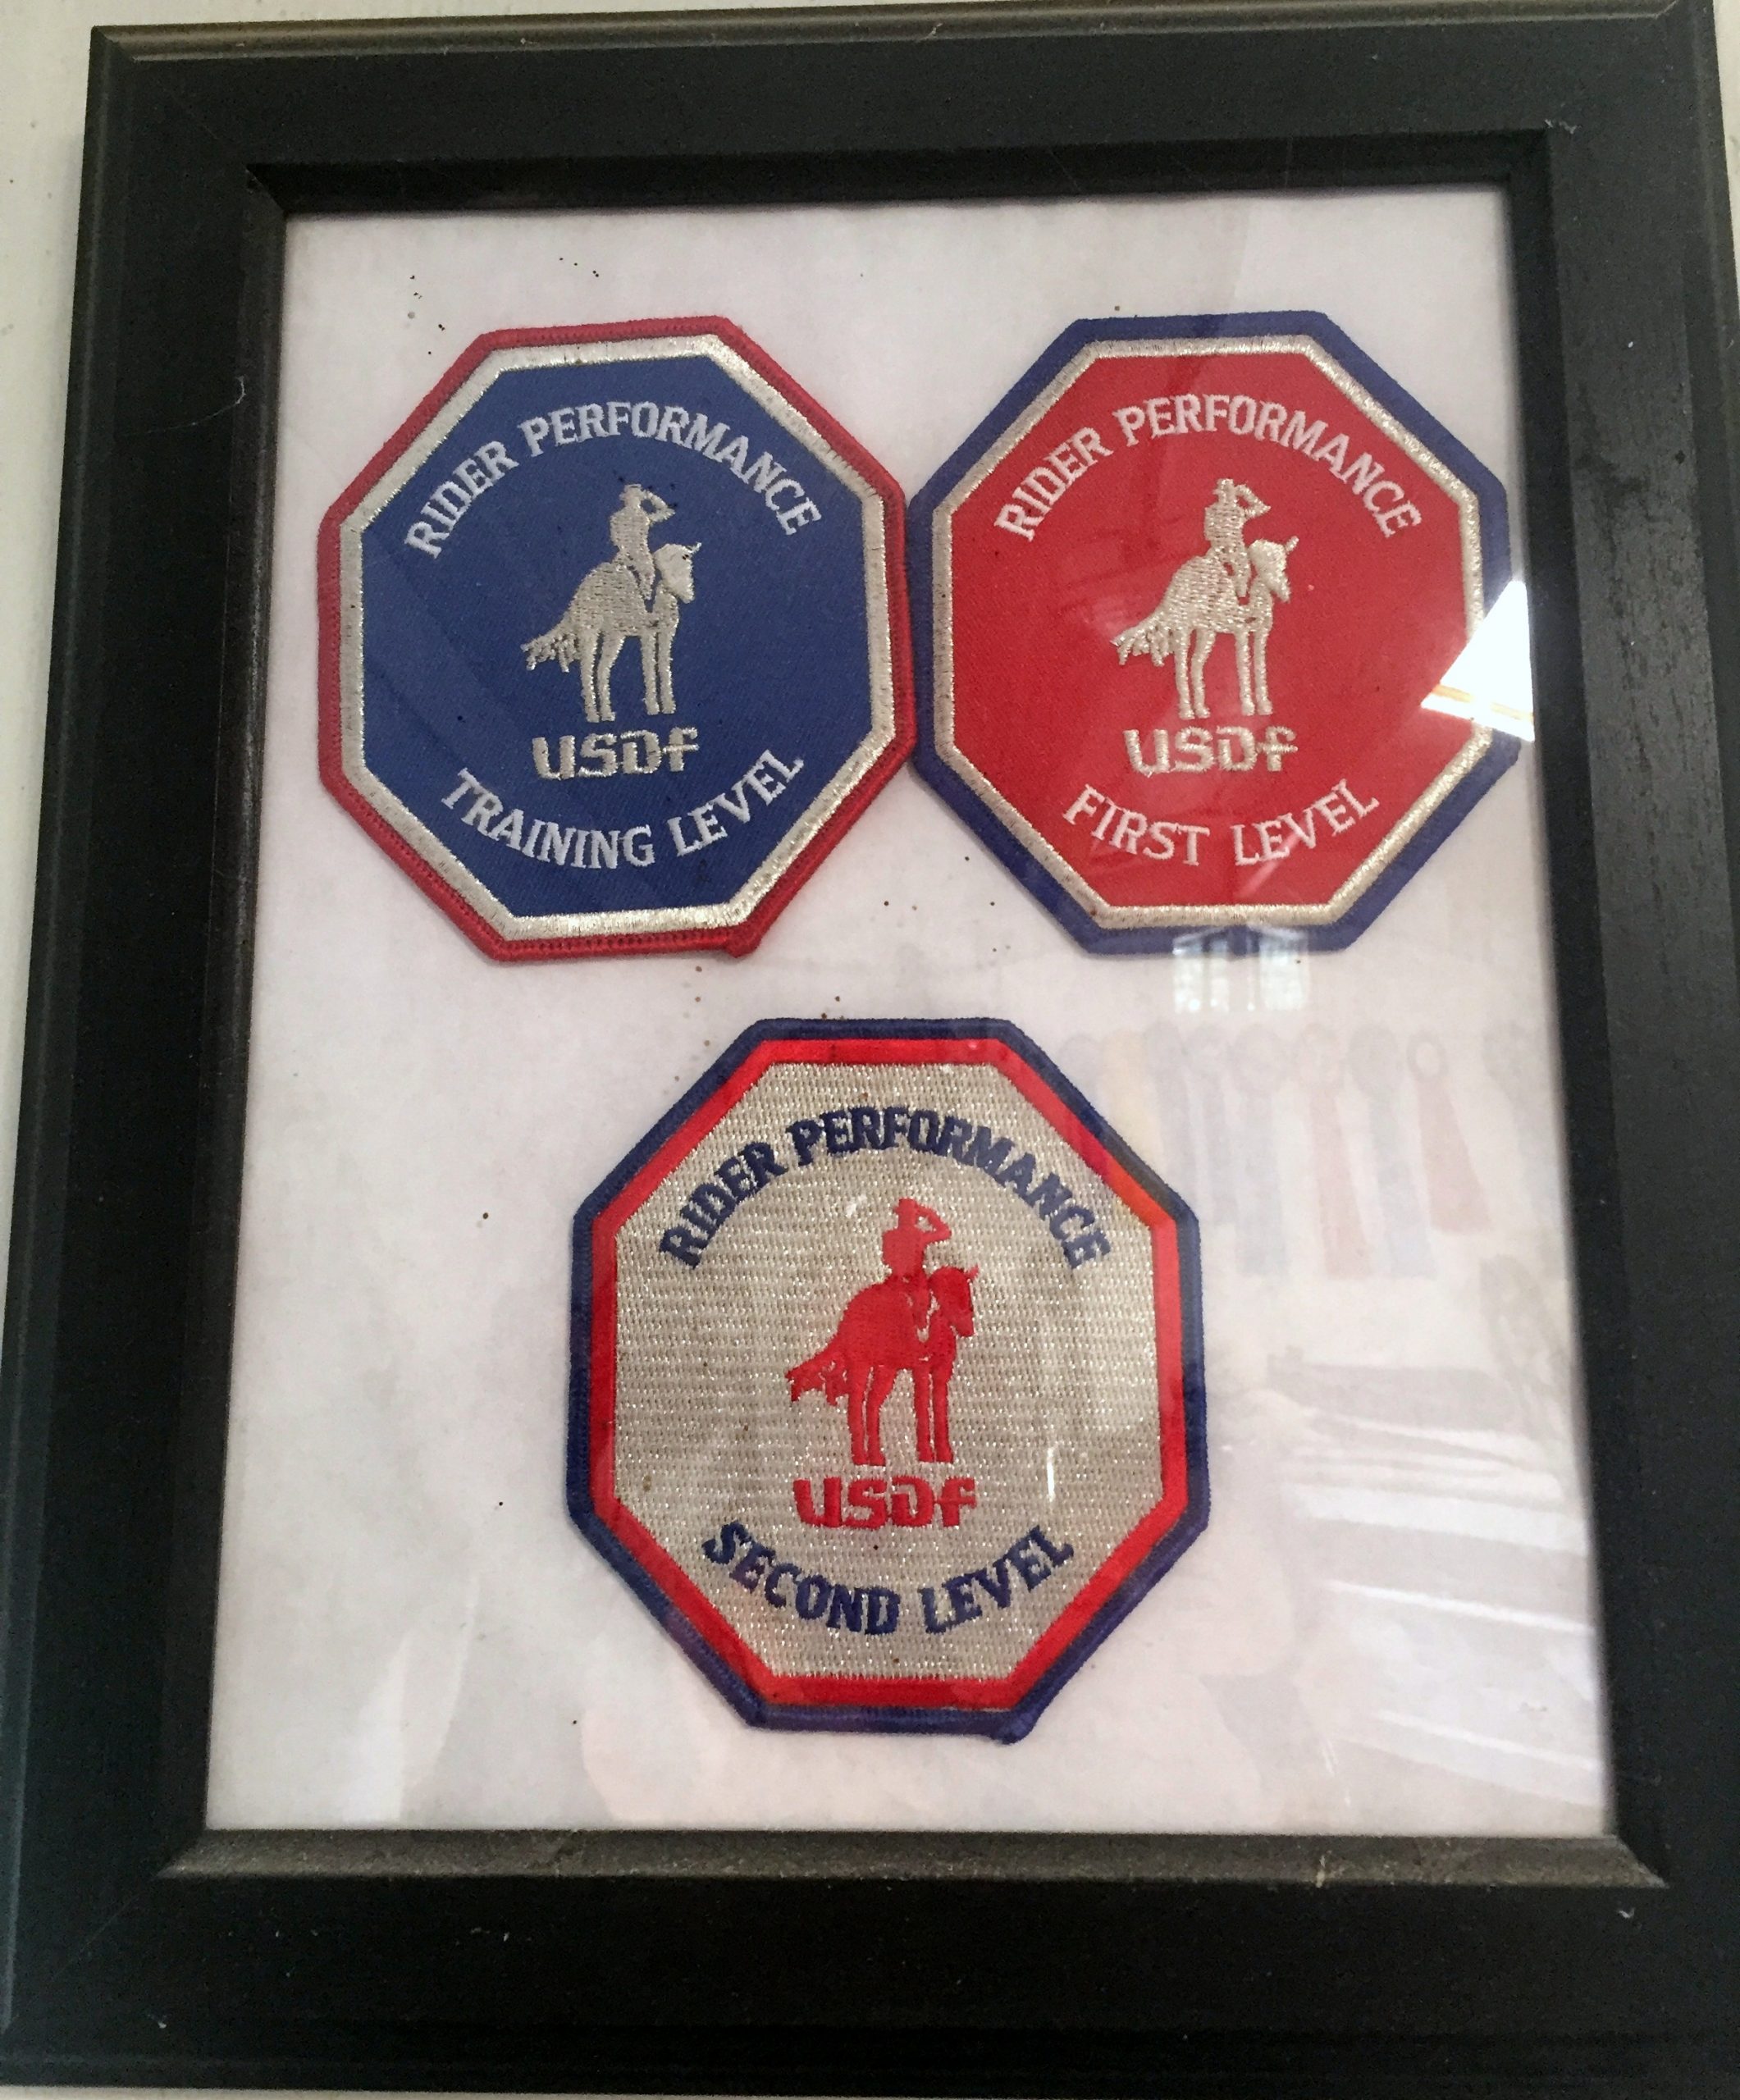 RIDER PERFORMANCE
USDf
TRAINING LEVEL
RIDER PERFORMANCE
USDf
FIRST LEVEL
RIDER PERFORMANCE
USDf
SECOND LEVEL